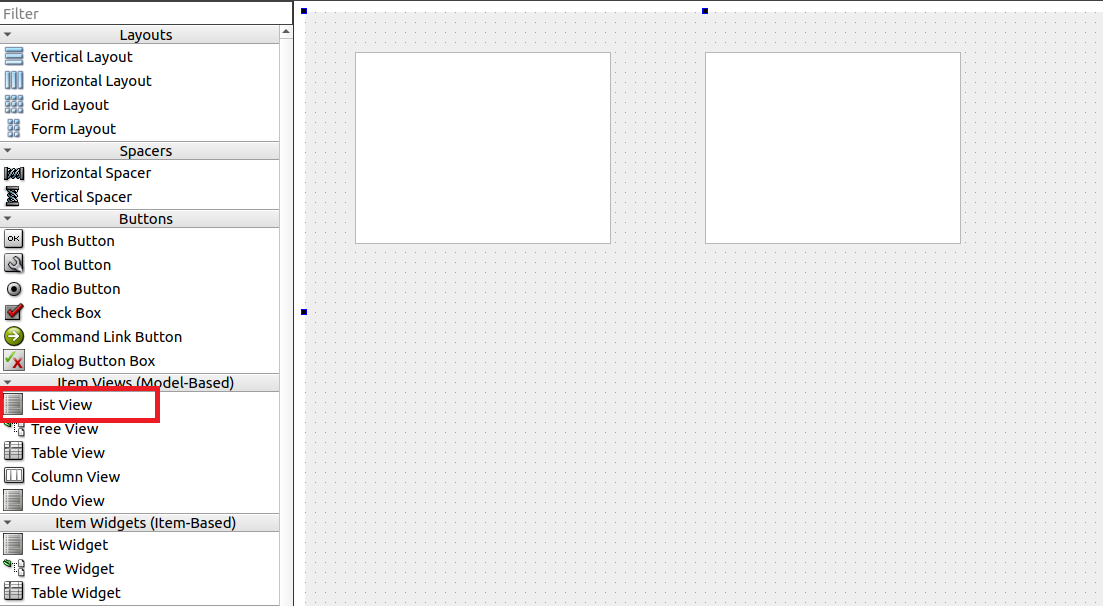 Filter
Layouts
Vertical Layout
Horizontal Layout
Grid Layout
Form Layout
Spacers
Horizontal Spacer
Vertical Spacer
Buttons
OK
Push Button
Tool Button
Radio Button
Check Box
Command Link Button
Dialog Button Box
Item Views (Model-Based)
List View
Tree View
Table View
Column View
Undo View
Item Widgets (Item-Based)
List Widget
Tree Widget
Table Widget